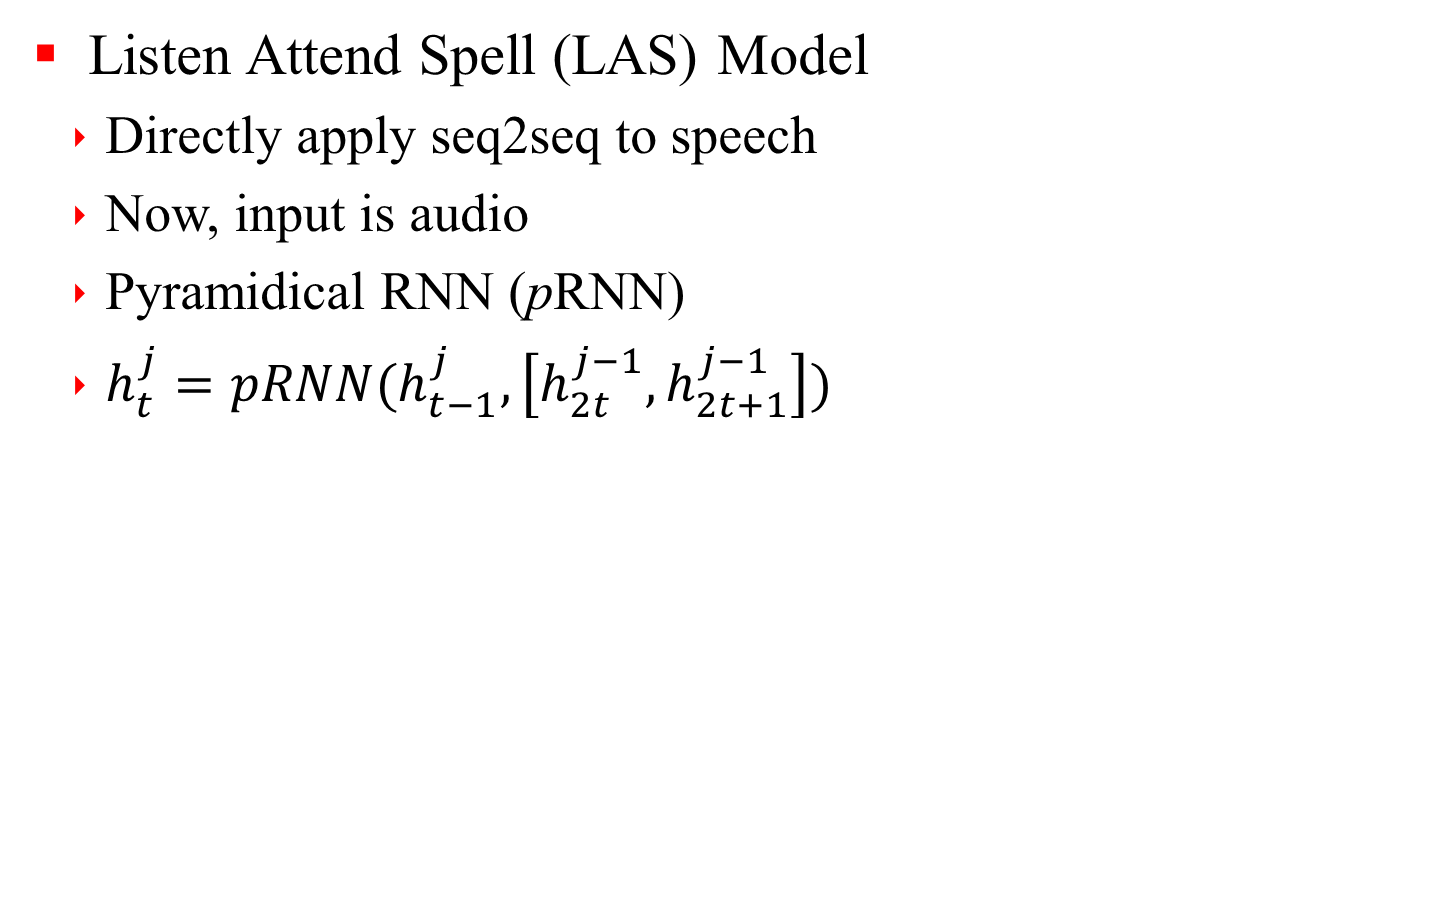 Listen Attend Spell (LAS) Model
Directly apply seq2seq to speech
Now, input is audio
Pyramidical RNN (pRNN)
$h_t^j = pRNN(h_{t-1}^j, [h_{2t}^{j-1}, h_{2t+1}^{j-1}])$